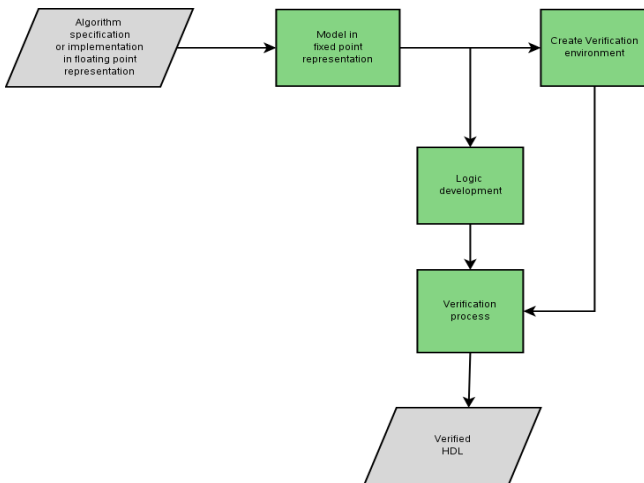 Algorithm
specification
or implementation
in floating point
representation
Model in
fixed point
representation
Create Verification
environment
Logic
development
Verification
process
Verified
HDL